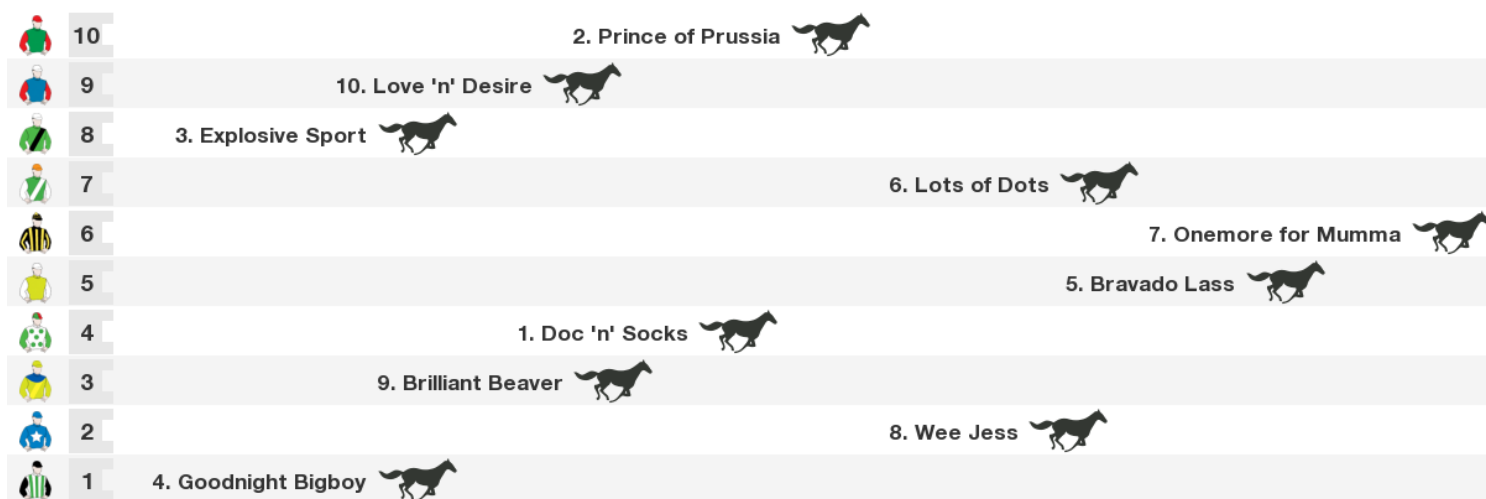 10 2. Prince of Prussia
9 10. Love 'n' Desire
8 3. Explosive Sport
7 6. Lots of Dots
6 7. Onemore for Mumma
5 5. Bravado Lass
4 1. Doc 'n' Socks
3 9. Brilliant Beaver
2 8. Wee Jess
1 4. Goodnight Bigboy